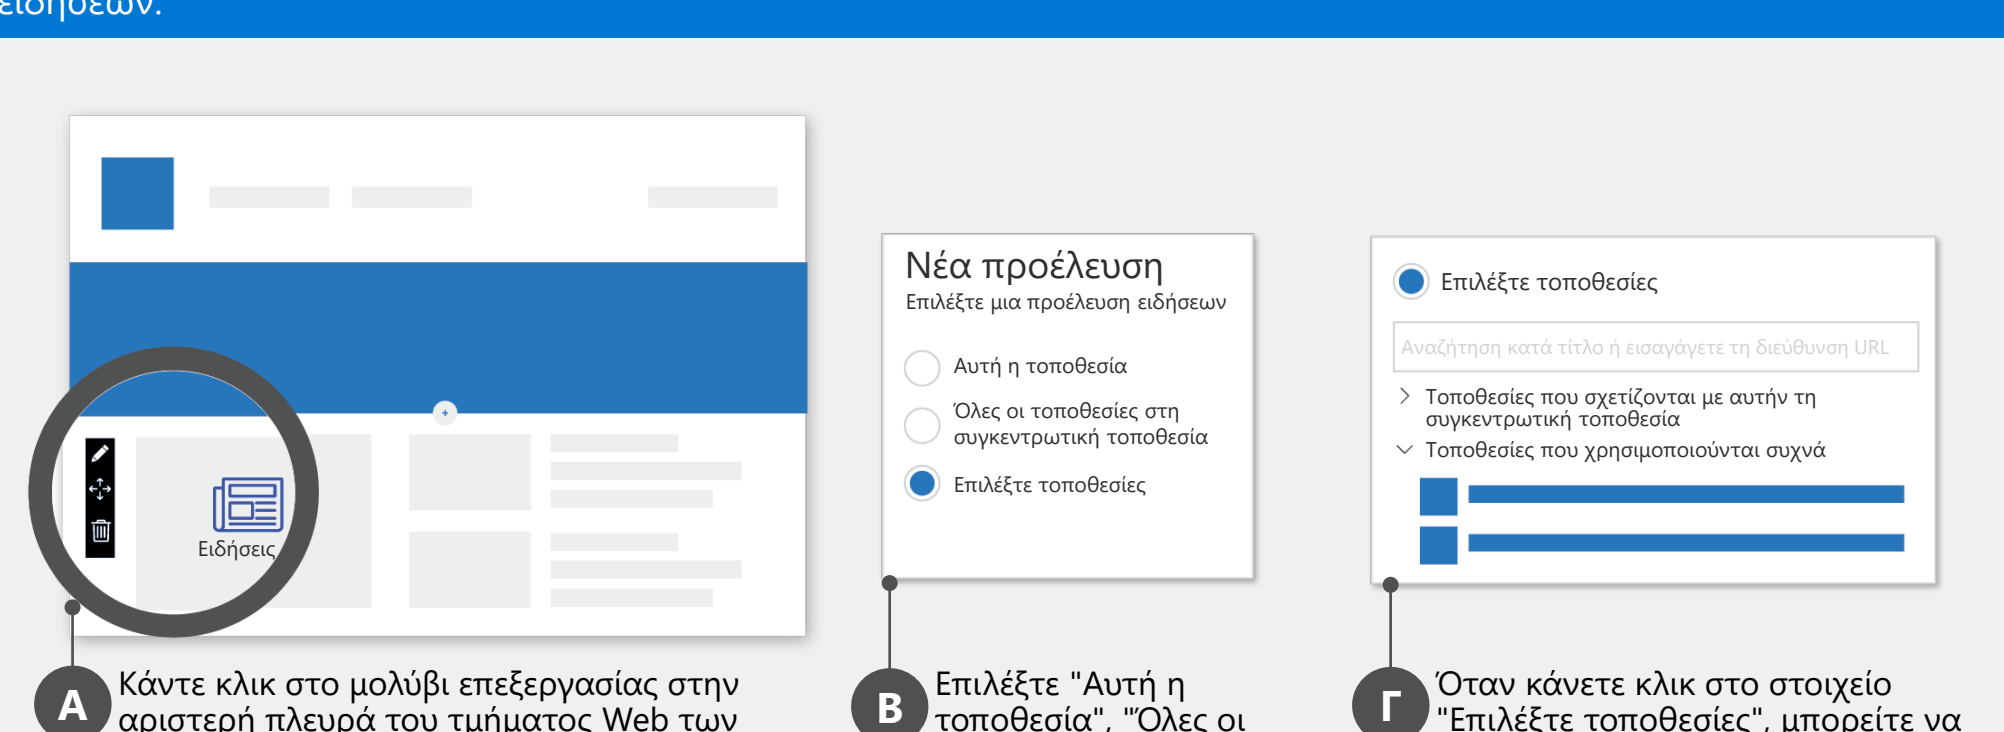 ειδήσεων.
Ειδήσεις
Νέα προέλευση
Επιλέξτε μια προέλευση ειδήσεων
Αυτή η τοποθεσία
Όλες οι τοποθεσίες στη
συγκεντρωτική τοποθεσία
Επιλέξτε τοποθεσίες
Επιλέξτε τοποθεσίες
Αναζήτηση κατά τίτλο ή εισαγάγετε τη διεύθυνση URL
Τοποθεσίες που σχετίζονται με αυτήν τη
συγκεντρωτική τοποθεσία
Τοποθεσίες που χρησιμοποιούνται συχνά
Α
Κάντε κλικ στο μολύβι επεξεργασίας στην
αριστερή πλευρά του τμήματος Web των
Β
Επιλέξτε "Αυτή η
τοποθεσία", "Όλες οι
Γ
Όταν κάνετε κλικ στο στοιχείο
"Επιλέξτε τοποθεσίες", μπορείτε να